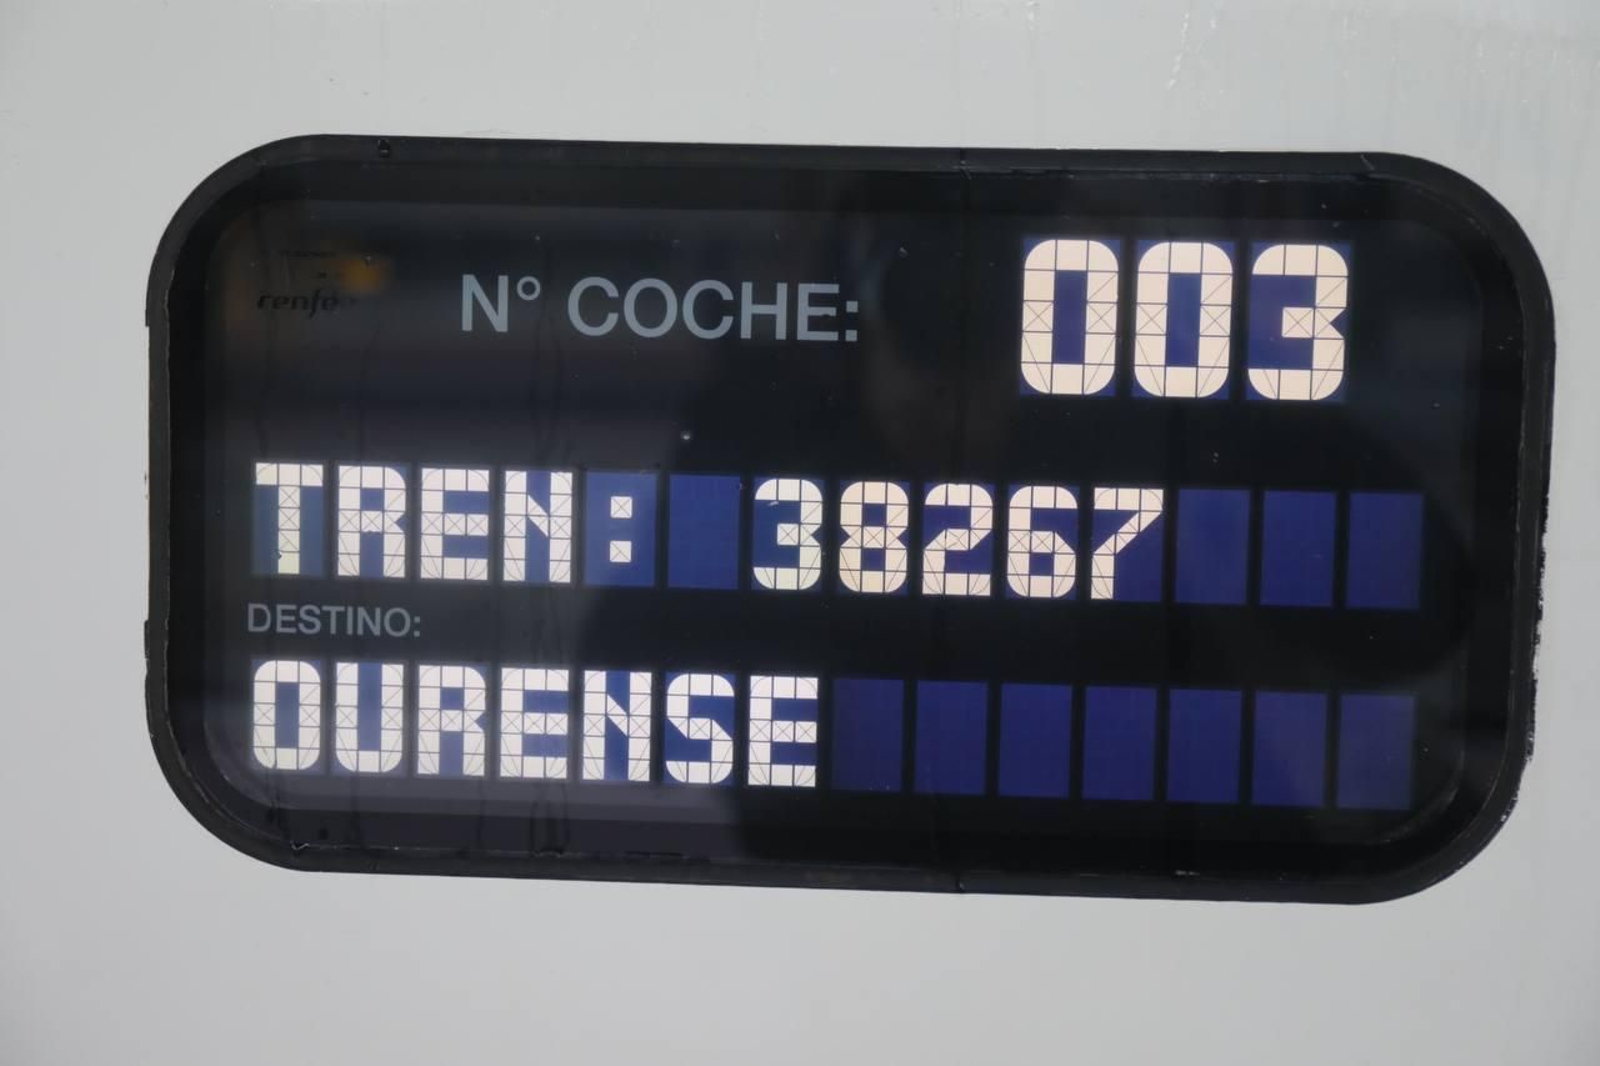 renfe
N° COCHE: 003
TREN: 38267
DESTINO:
OURENSE